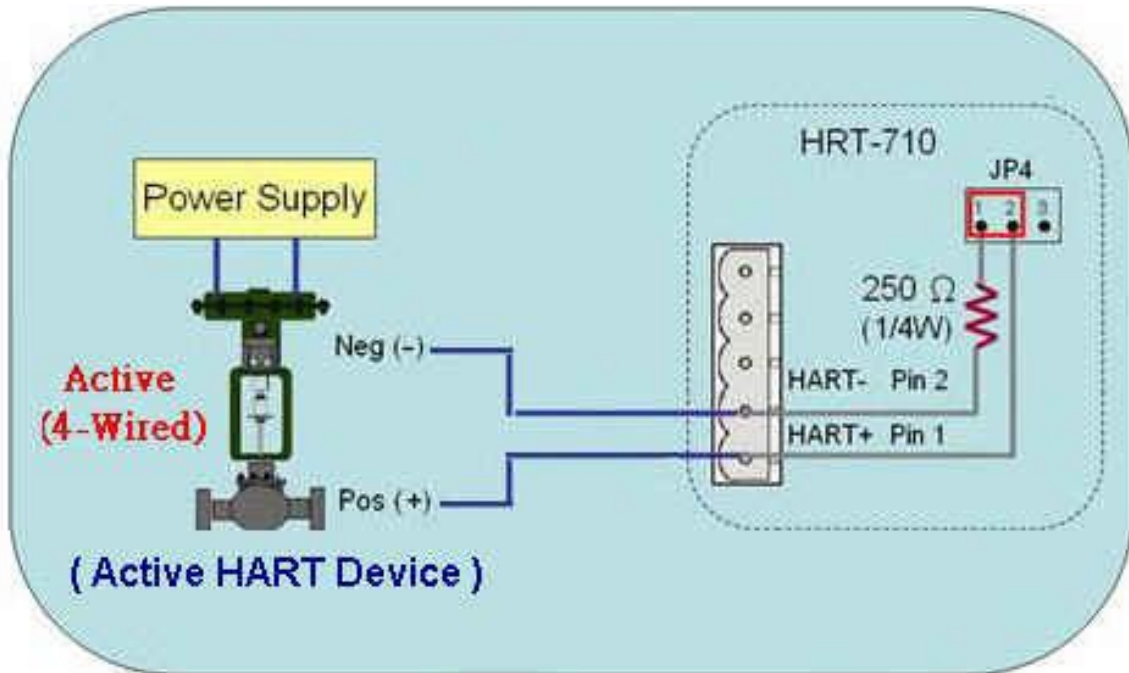 HRT-710
JP4
1 2 3
Power Supply
250 Ω
(1/4W)
Neg (-)
Active
(4-Wired)
HART- Pin 2
HART+ Pin 1
Pos (+)
( Active HART Device )